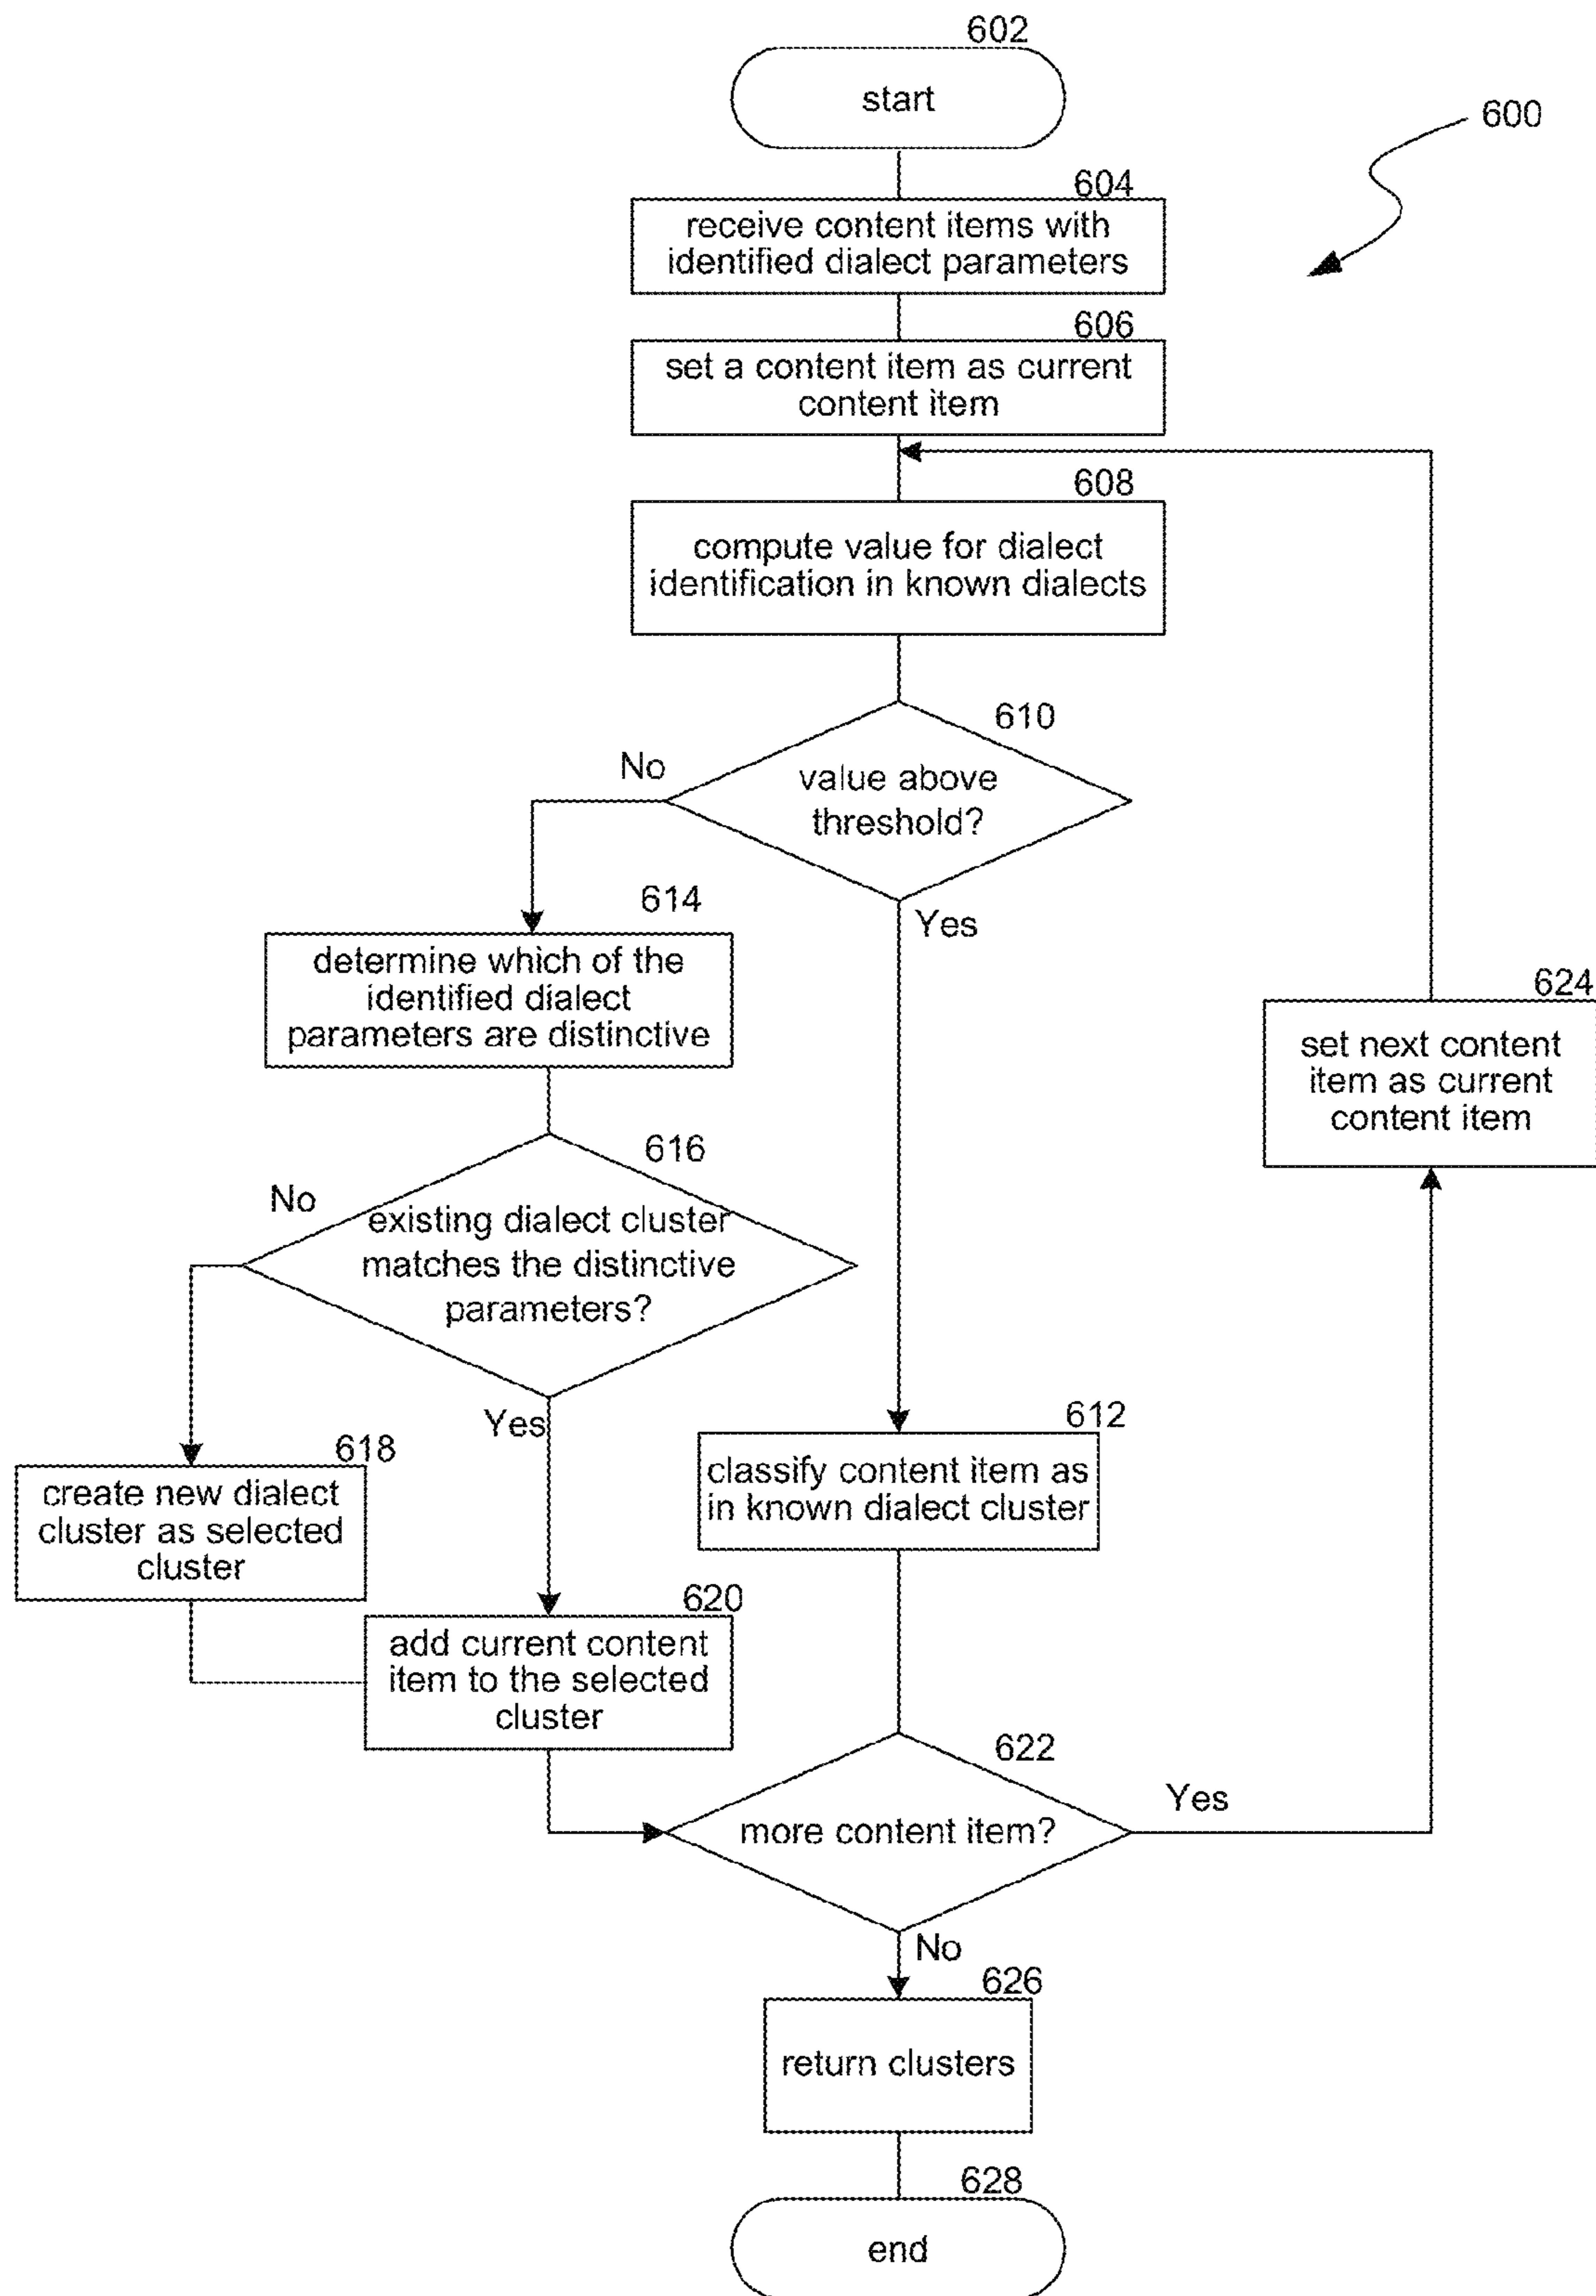 602
start
600
604
receive content items with
identified dialect parameters
606
set a content item as current
content item
608
compute value for dialect
identification in known dialects
610
No
value above
threshold?
Yes
614
determine which of the
identified dialect
parameters are distinctive
624
set next content
item as current
content item
616
No
existing dialect cluster
matches the distinctive
parameters?
Yes
612
classify content item as
in known dialect cluster
618
create new dialect
cluster as selected
cluster
620
add current content
item to the selected
cluster
622
Yes
more content item?
No
626
return clusters
628
end